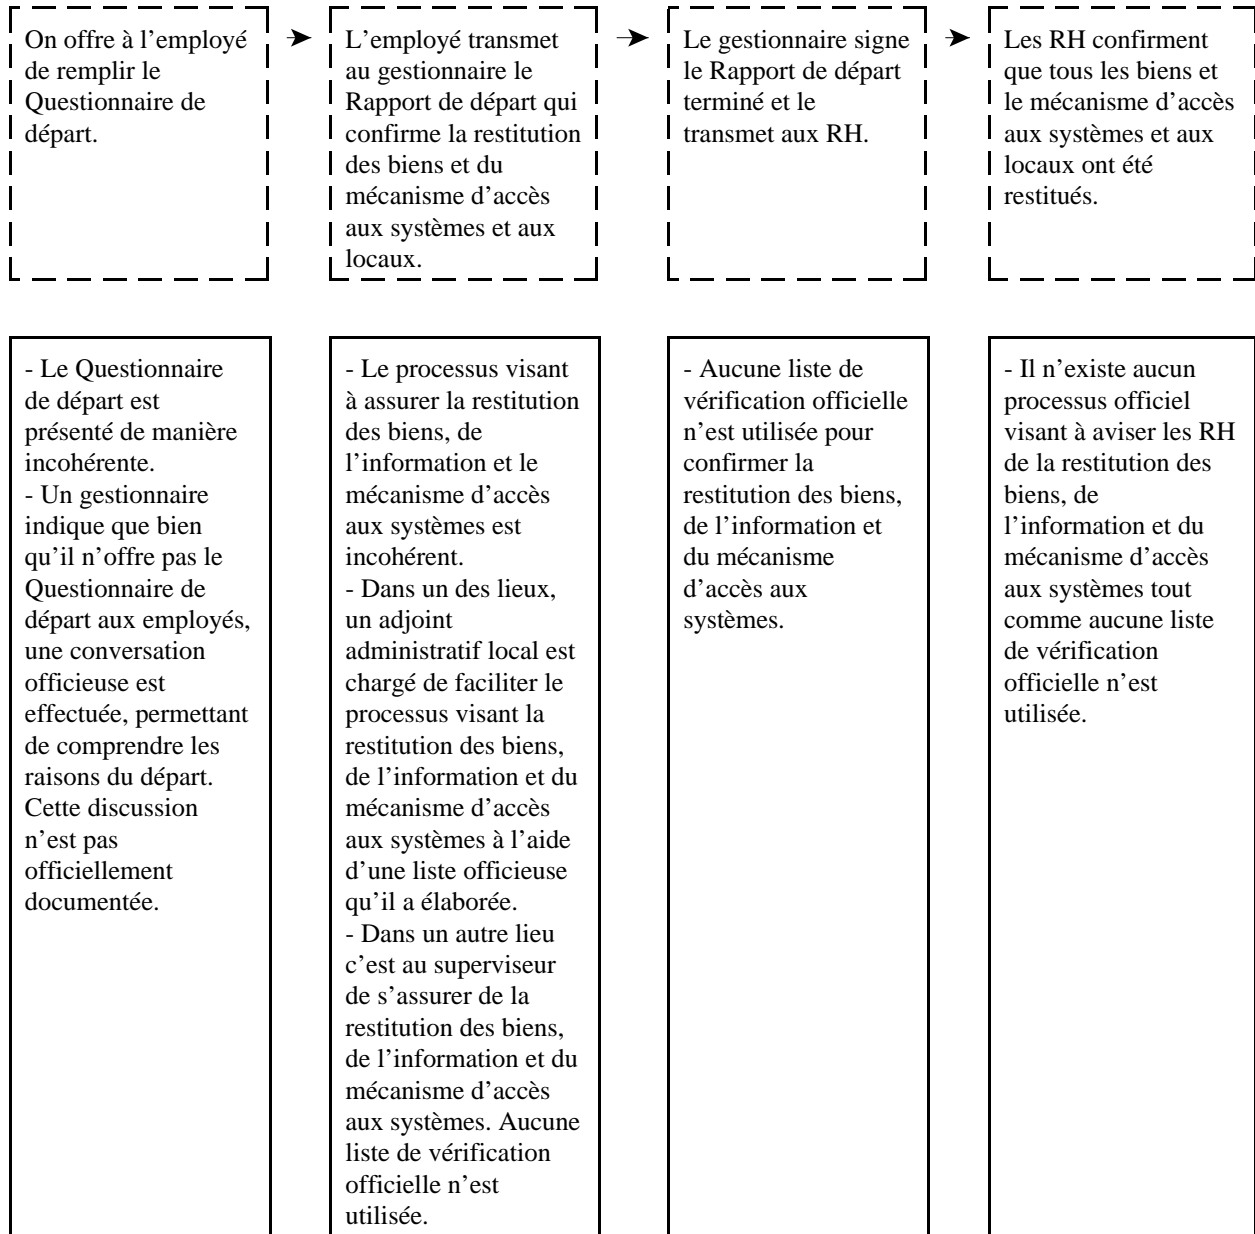 On offre à l’employé
de remplir le
Questionnaire de
départ.
L’employé transmet
au gestionnaire le
Rapport de départ qui
confirme la restitution
des biens et du
mécanisme d’accès
aux systèmes et aux
locaux.
Le gestionnaire signe
le Rapport de départ
terminé et le
transmet aux RH.
Les RH confirment
que tous les biens et
le mécanisme d’accès
aux systèmes et aux
locaux ont été
restitués.
- Le Questionnaire
de départ est
présenté de manière
incohérente.
- Un gestionnaire
indique que bien
qu’il n’offre pas le
Questionnaire de
départ aux employés,
une conversation
officieuse est
effectuée, permettant
de comprendre les
raisons du départ.
Cette discussion
n’est pas
officiellement
documentée.
- Le processus visant
à assurer la restitution
des biens, de
l’information et le
mécanisme d’accès
aux systèmes est
incohérent.
- Dans un des lieux,
un adjoint
administratif local est
chargé de faciliter le
processus visant la
restitution des biens,
de l’information et du
mécanisme d’accès
aux systèmes à l’aide
d’une liste officieuse
qu’il a élaborée.
- Dans un autre lieu
c’est au superviseur
de s’assurer de la
restitution des biens,
de l’information et du
mécanisme d’accès
aux systèmes. Aucune
liste de vérification
officielle n’est
utilisée.
- Aucune liste de
vérification officielle
n’est utilisée pour
confirmer la
restitution des biens,
de l’information et
du mécanisme
d’accès aux
systèmes.
- Il n’existe aucun
processus officiel
visant à aviser les RH
de la restitution des
biens, de
l’information et du
mécanisme d’accès
aux systèmes tout
comme aucune liste
de vérification
officielle n’est
utilisée.